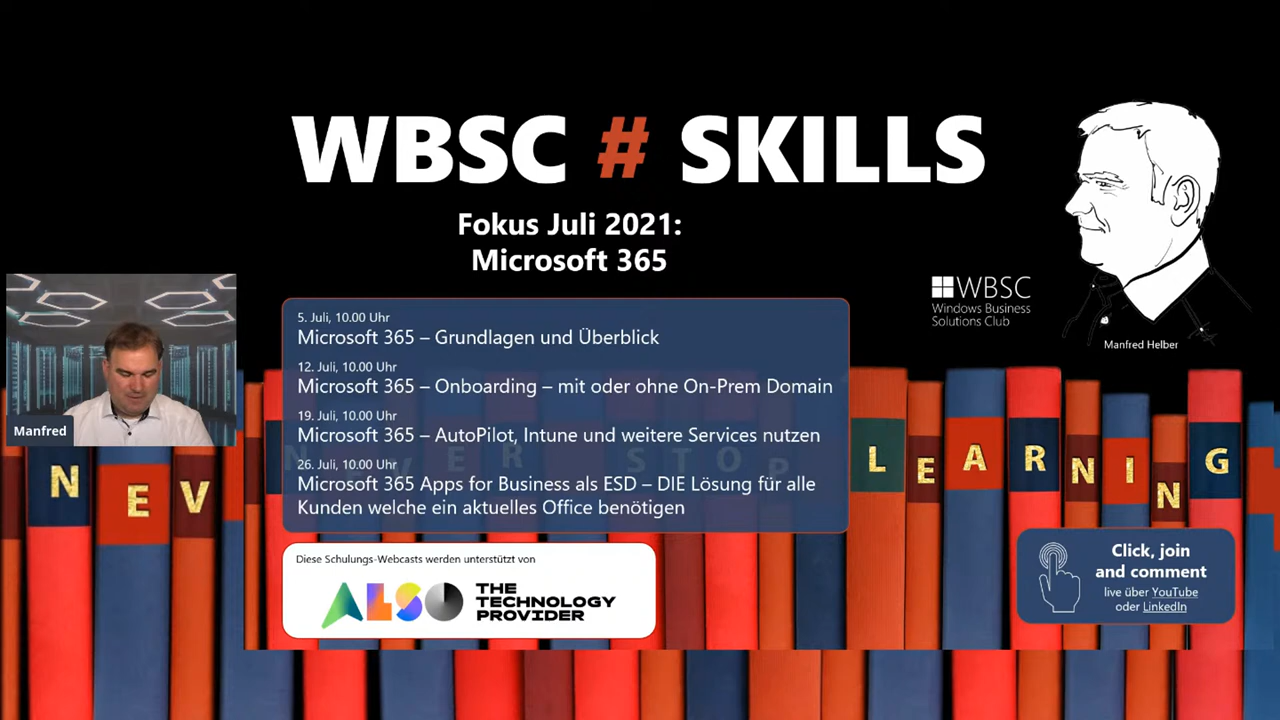 WBSC # SKILLS
Fokus Juli 2021:
Microsoft 365
WBSC
Windows Business
Solutions Club
Manfred Helber
5. Juli, 10.00 Uhr
Microsoft 365 – Grundlagen und Überblick
12. Juli, 10.00 Uhr
Microsoft 365 – Onboarding – mit oder ohne On-Prem Domain
19. Juli, 10.00 Uhr
Microsoft 365 – AutoPilot, Intune und weitere Services nutzen
26. Juli, 10.00 Uhr
Microsoft 365 Apps for Business als ESD – DIE Lösung für alle
Kunden welche ein aktuelles Office benötigen
Manfred
NEV
NEVER STOP LEARNING
Diese Schulungs-Webcasts werden unterstützt von
ALSO
THE
TECHNOLOGY
PROVIDER
Click, join
and comment
live über YouTube
oder LinkedIn